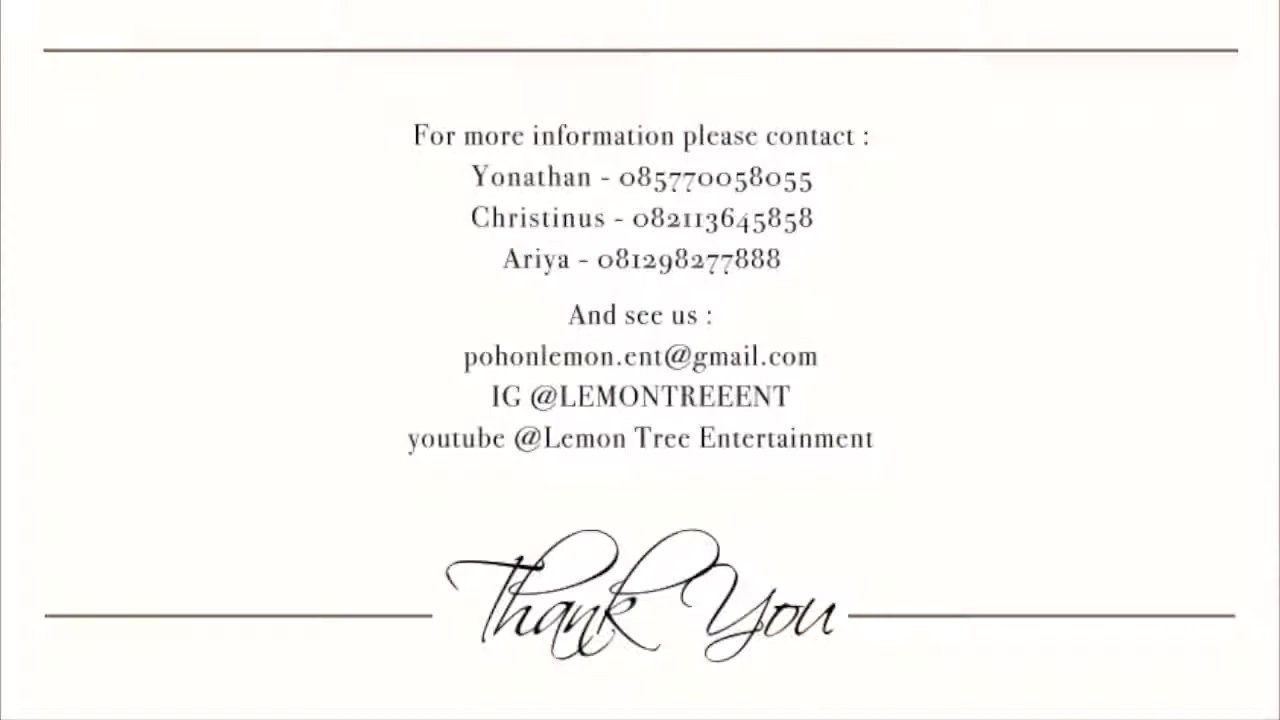 For more information please contact :
Yonathan - 085770058055
Christinus - 082113645858
Ariya - 081298277888
And see us :
pohonlemon.ent@gmail.com
IG @LEMONTREEENT
youtube @Lemon Tree Entertainment
Thank You